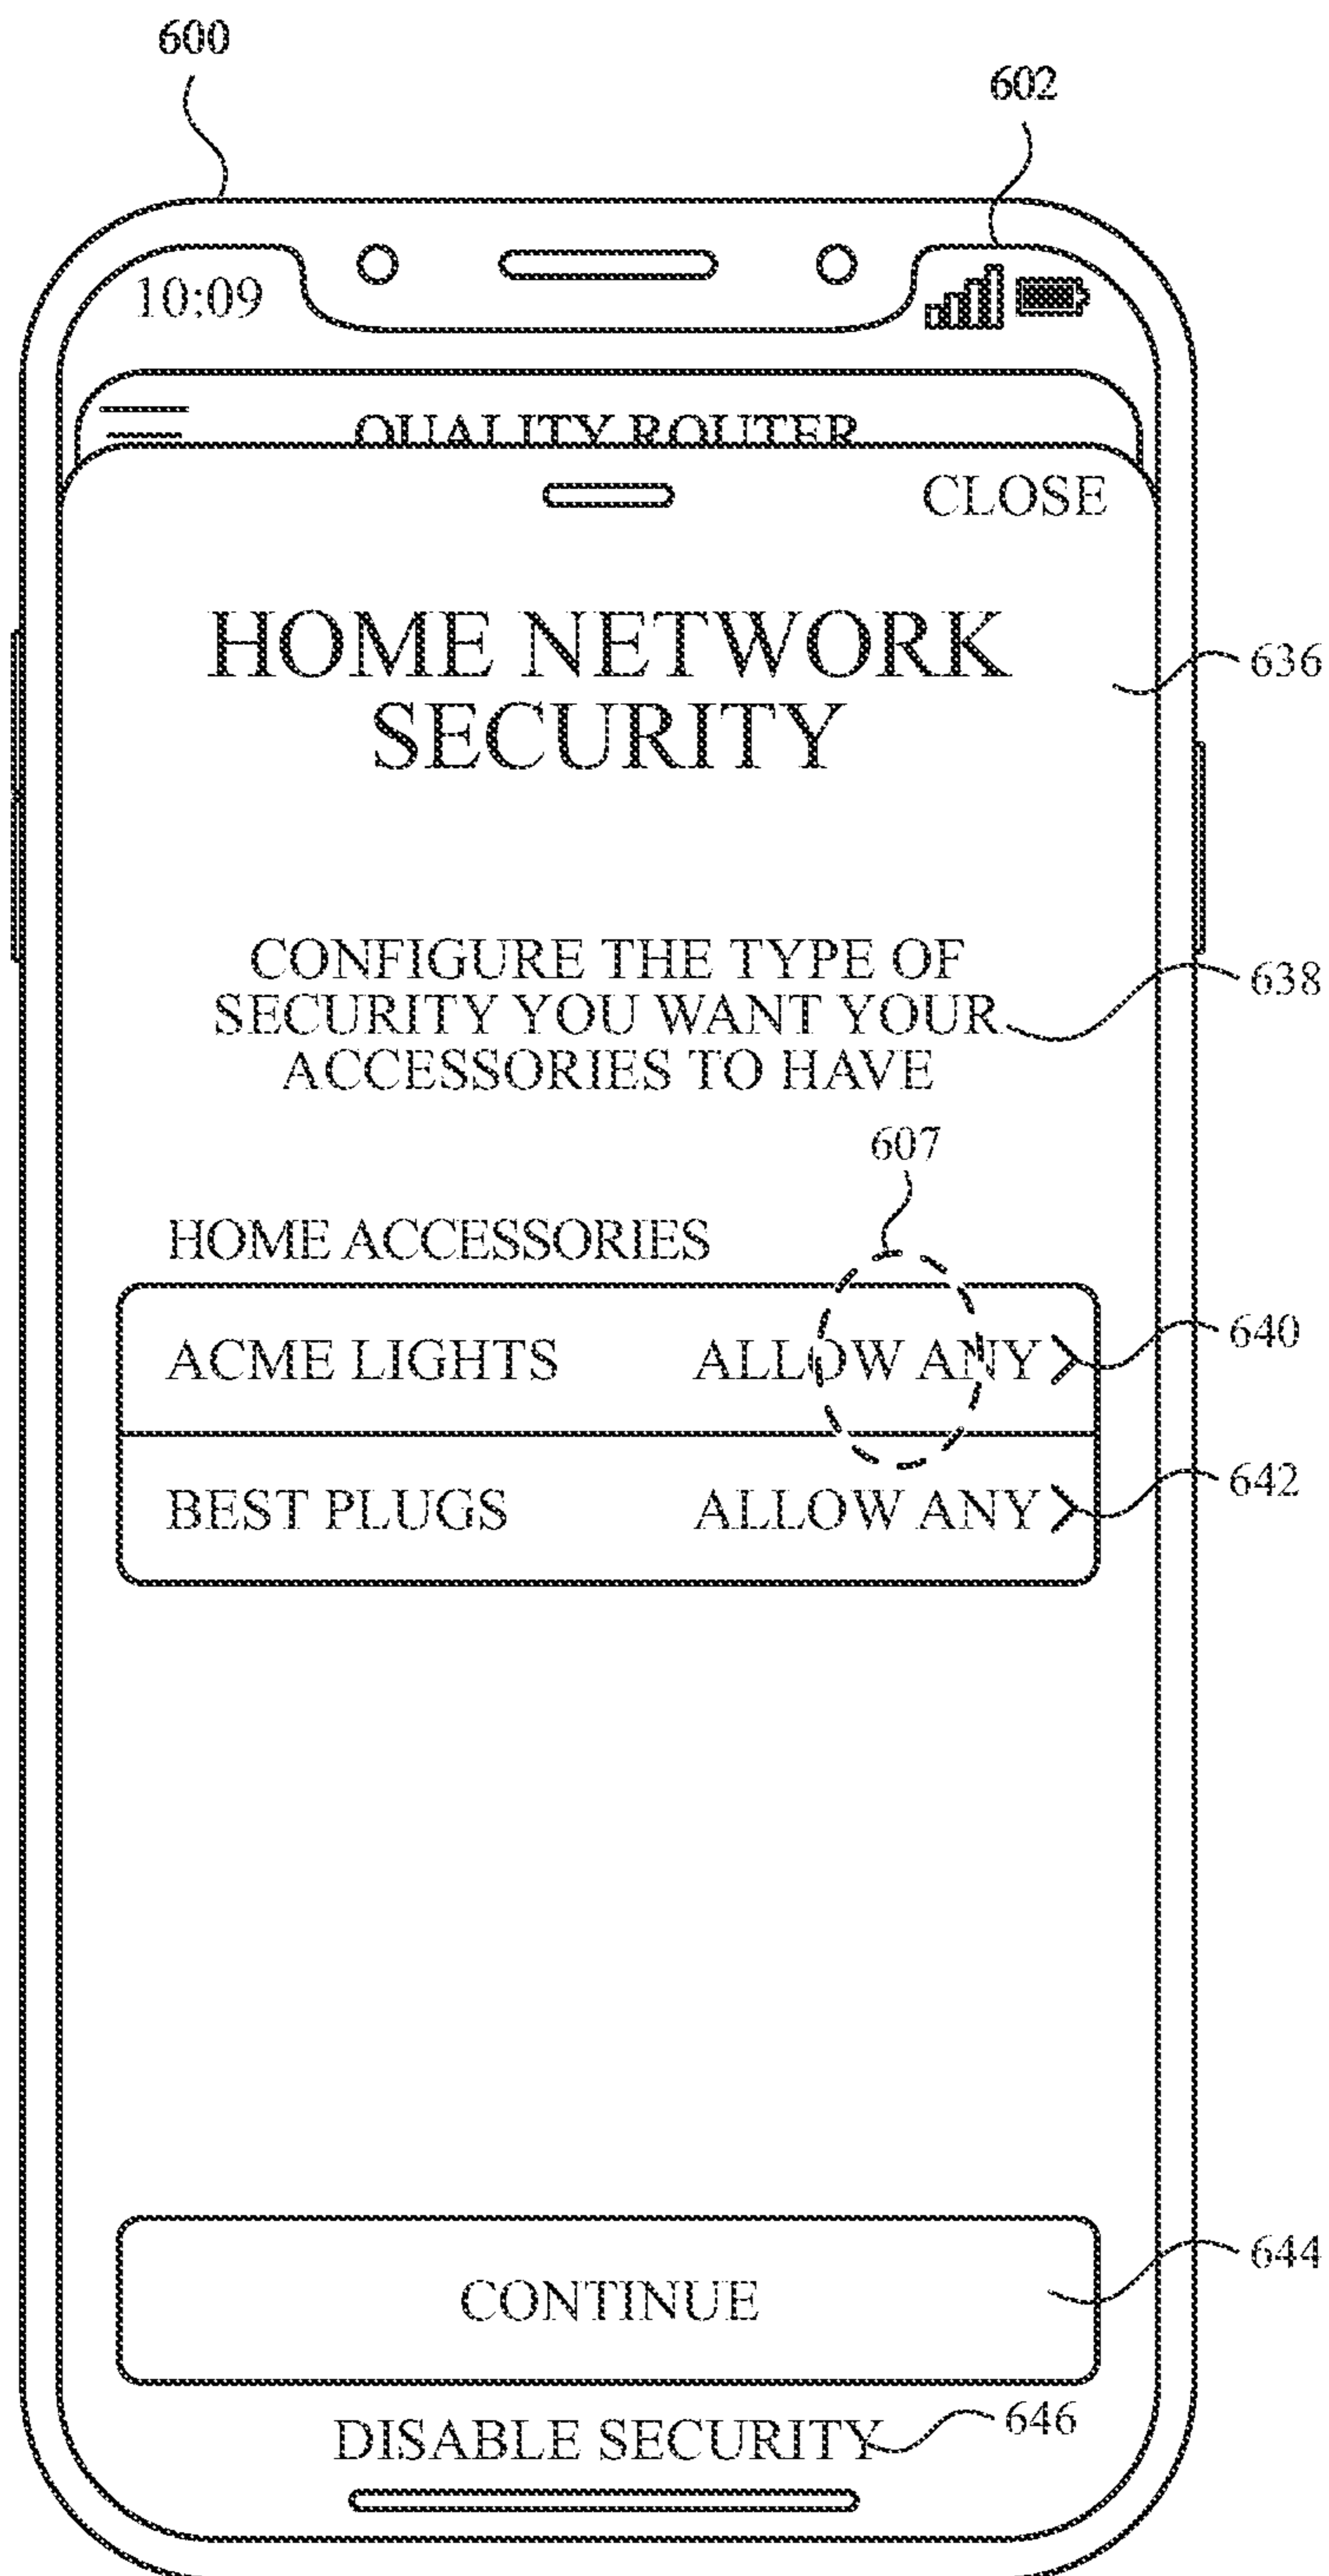 600
602
10:09
QUALITY ROUTER
CLOSE
HOME NETWORK
SECURITY
636
CONFIGURE THE TYPE OF
SECURITY YOU WANT YOUR
ACCESSORIES TO HAVE
638
607
HOME ACCESSORIES
ACME LIGHTS ALLOW ANY
640
BEST PLUGS ALLOW ANY
642
CONTINUE
644
DISABLE SECURITY
646